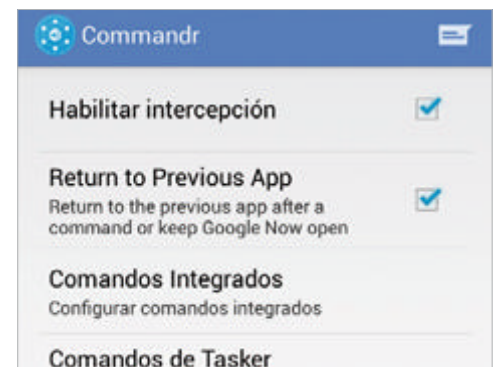 Commandr
Habilitar intercepción
Return to Previous App
Return to the previous app after a
command or keep Google Now open
Comandos Integrados
Configurar comandos integrados
Comandos de Tasker